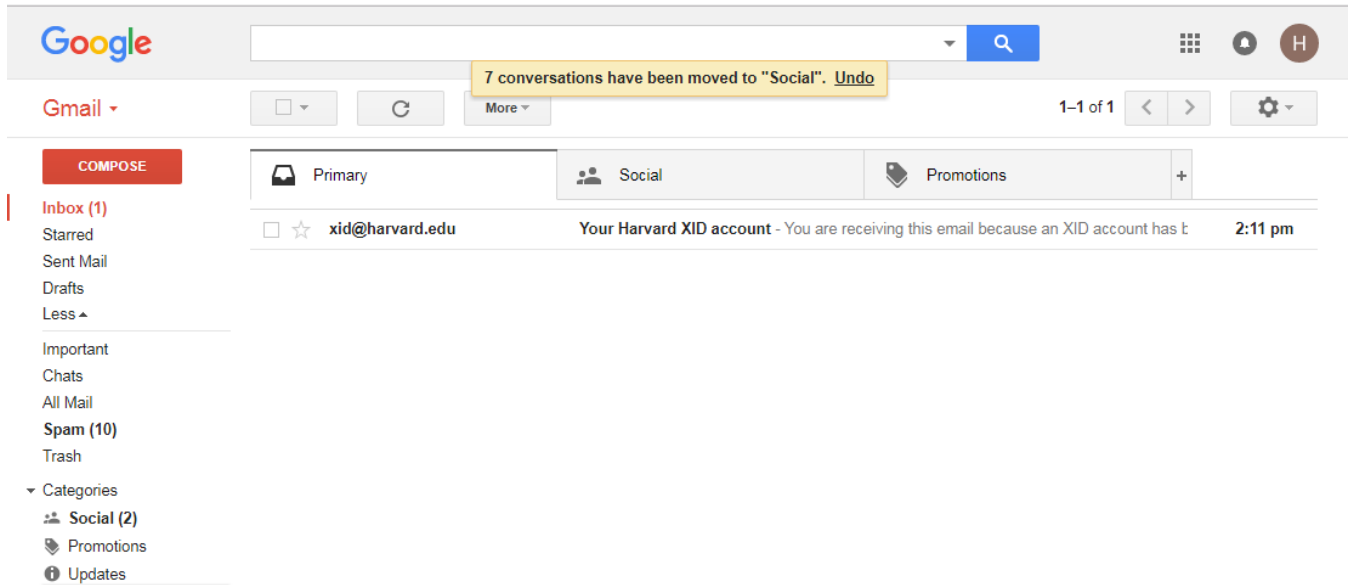 Google
H
7 conversations have been moved to "Social". Undo
Gmail
More
1–1 of 1
COMPOSE
Primary
Social
Promotions
+
Inbox (1)
xid@harvard.edu Your Harvard XID account - You are receiving this email because an XID account has b 2:11 pm
Starred
Sent Mail
Drafts
Less
Important
Chats
All Mail
Spam (10)
Trash
Categories
Social (2)
Promotions
Updates